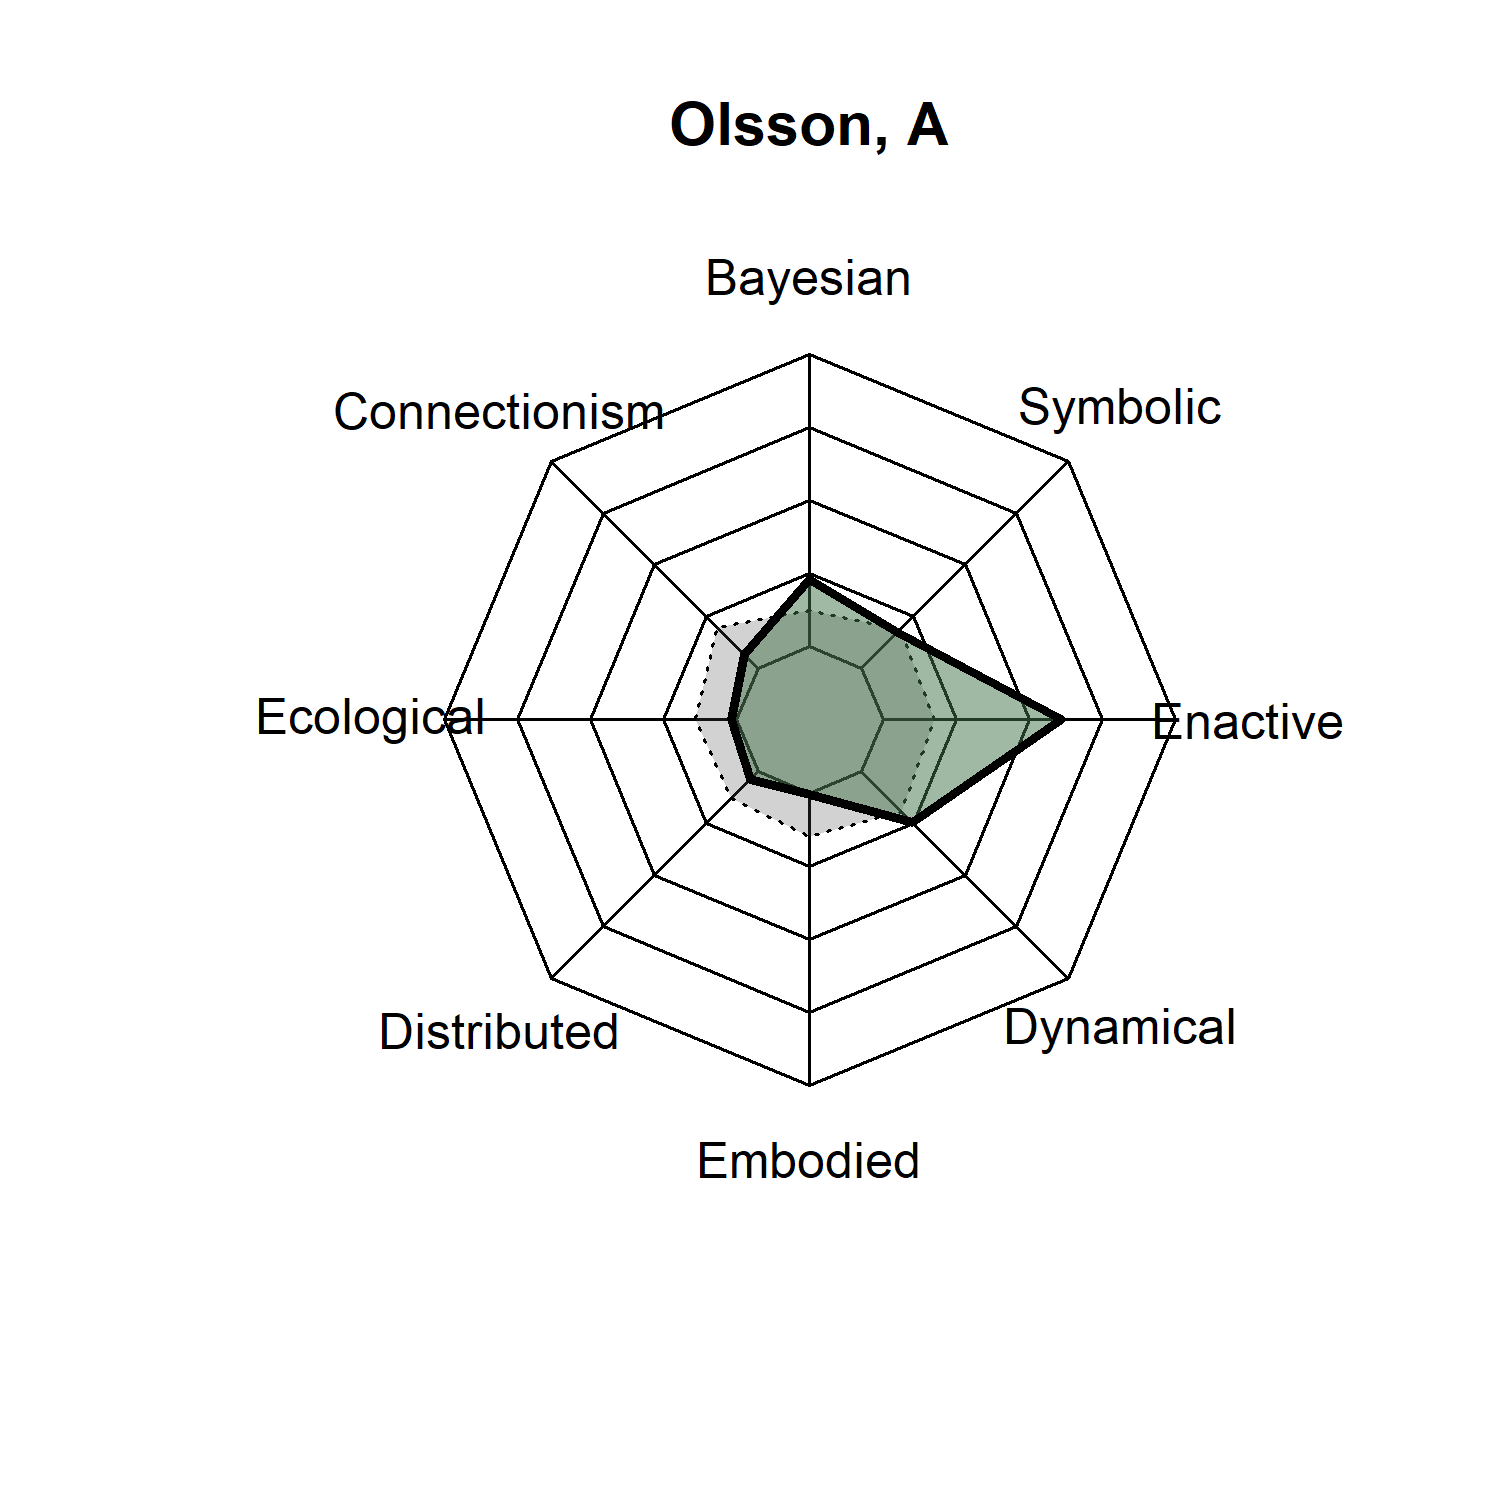 Olsson, A
Bayesian
Connectionism
Symbolic
Ecological
Enactive
Distributed
Dynamical
Embodied